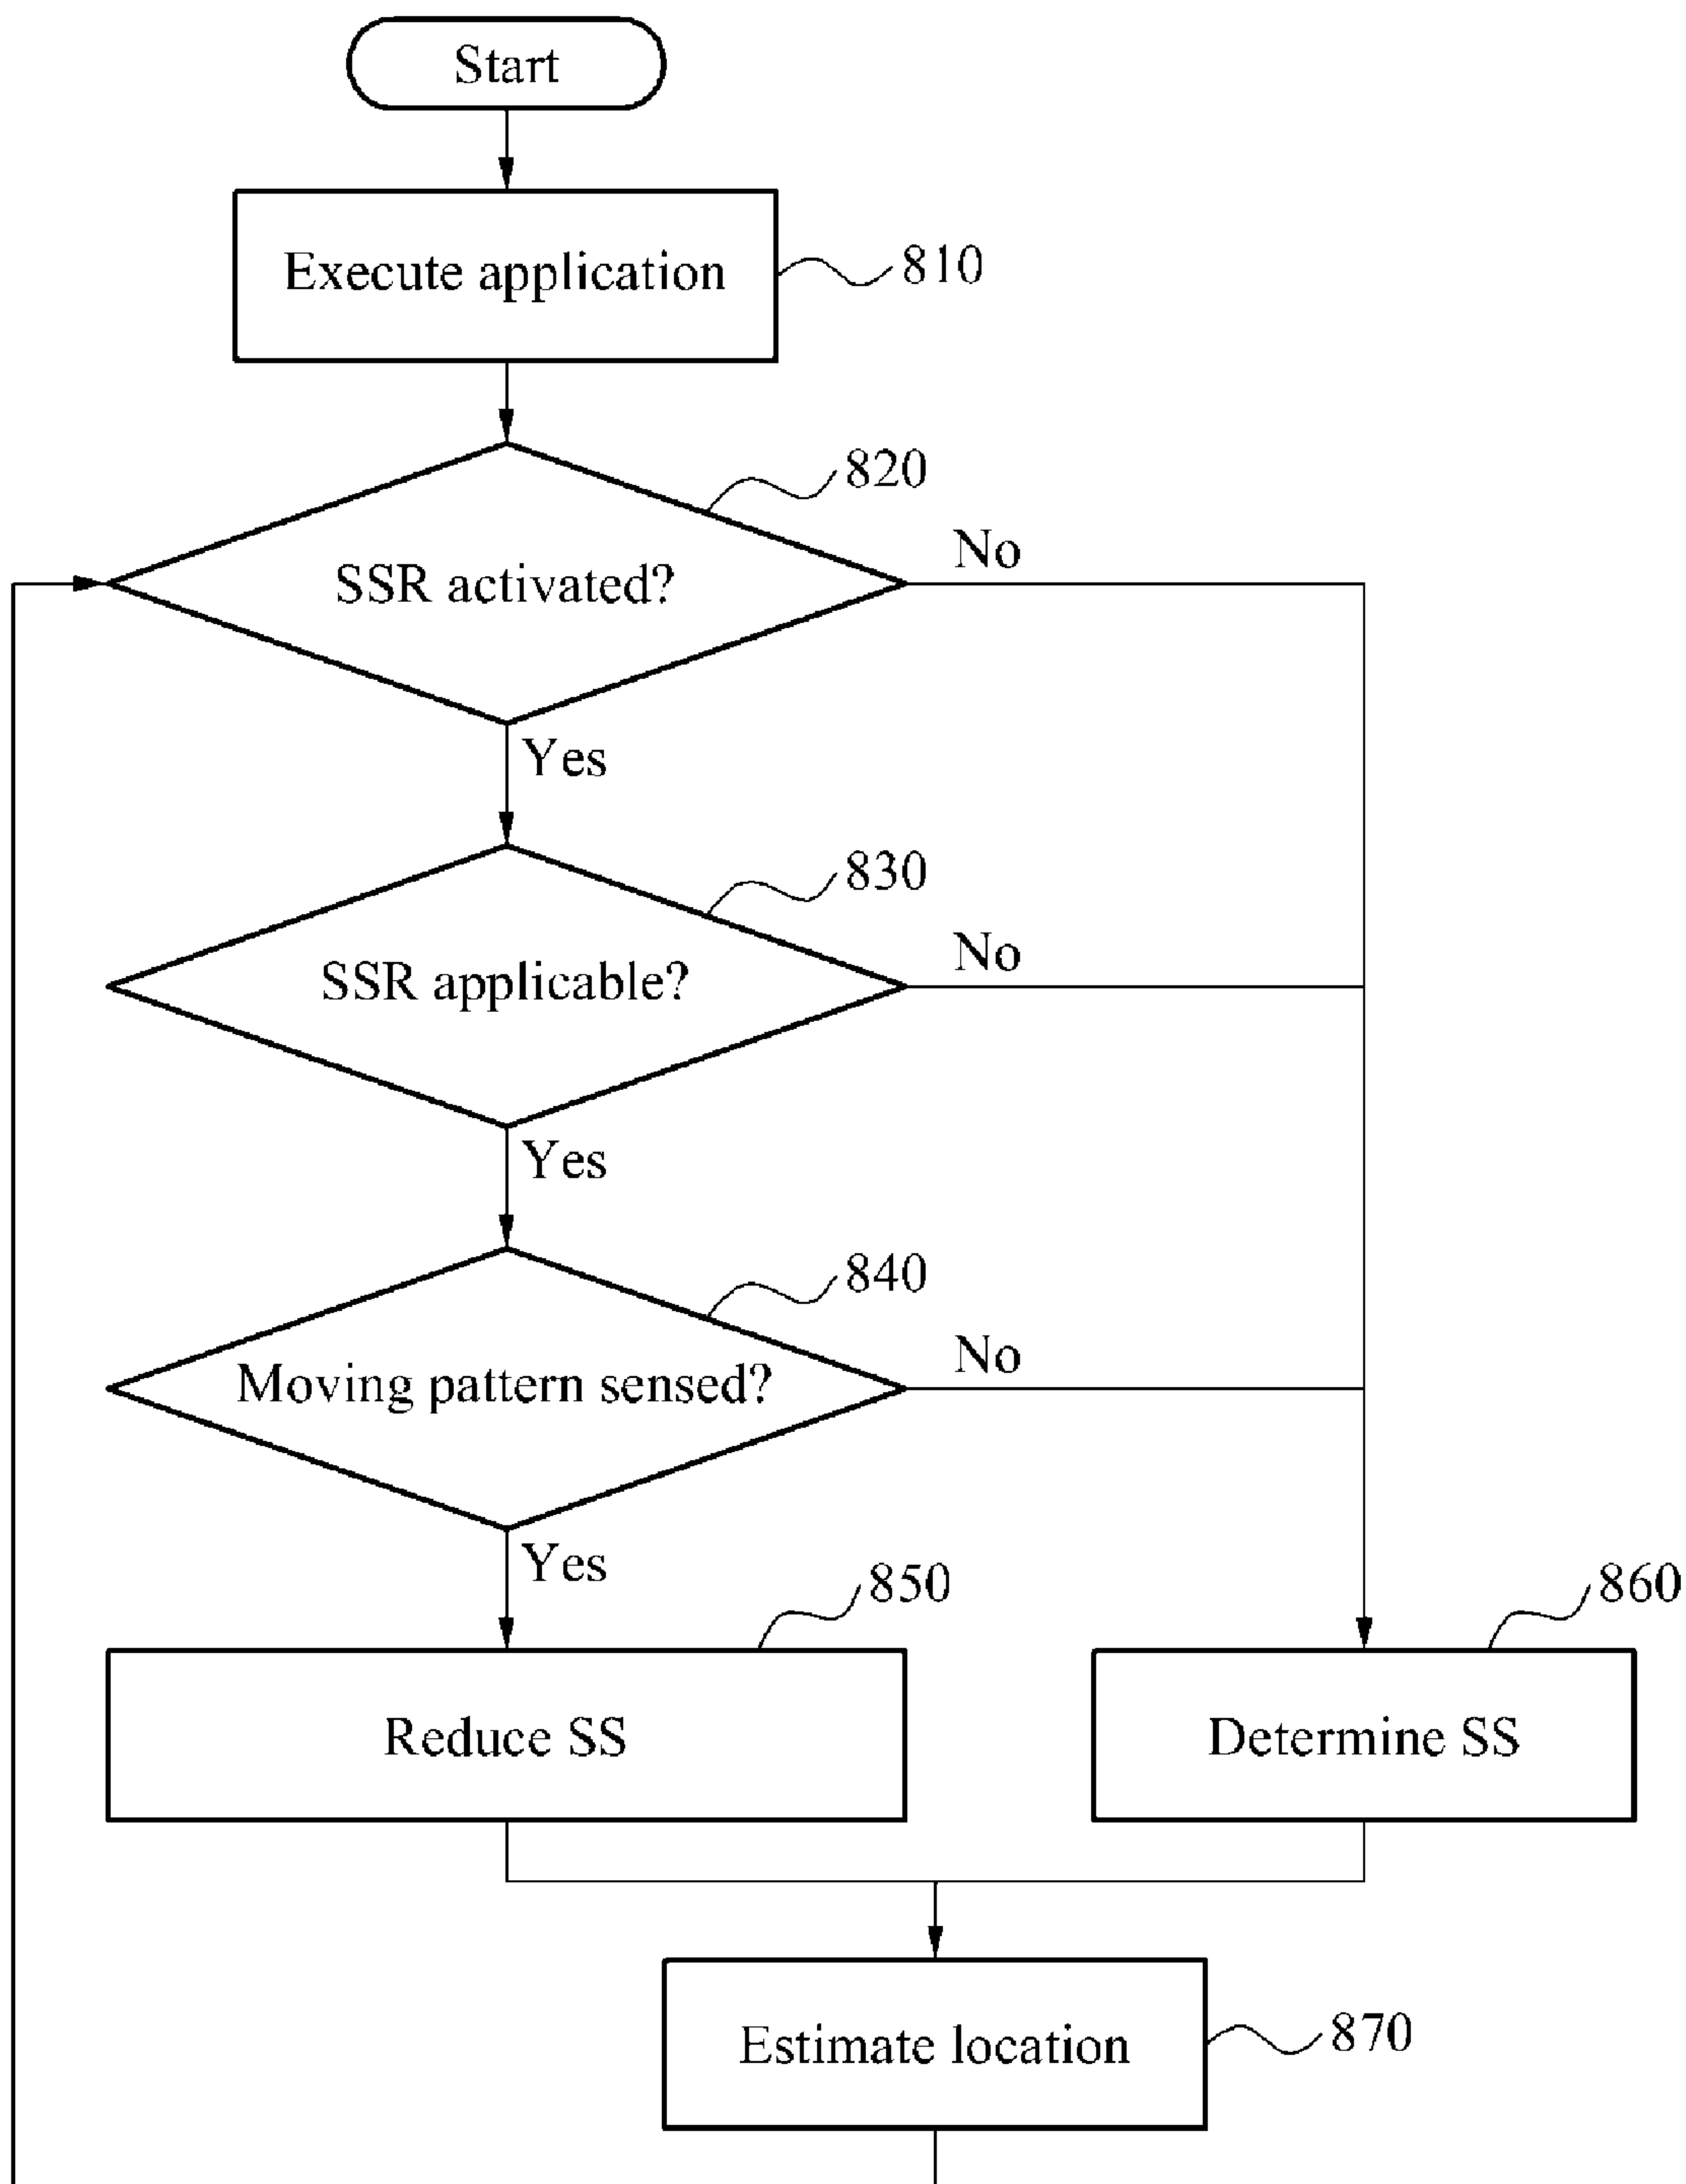 Start
Execute application
810
820
SSR activated?
No
Yes
830
SSR applicable?
No
Yes
840
Moving pattern sensed?
No
Yes
850
860
Reduce SS
Determine SS
Estimate location
870